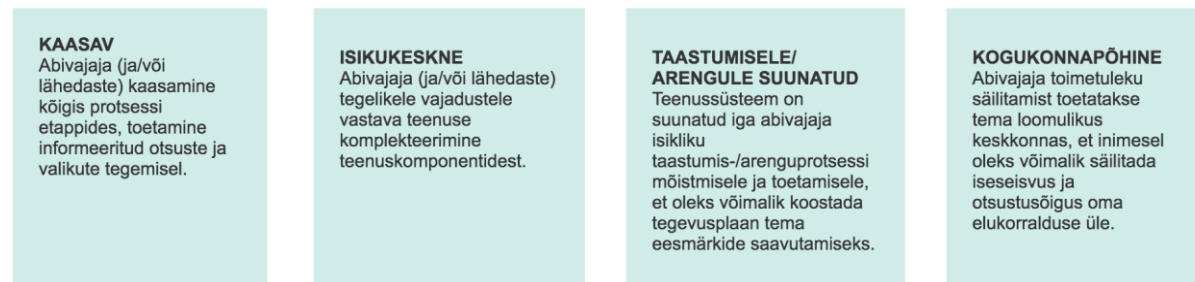 KAASAV
Abivajaja (ja/või
lähedaste) kaasamine
kõigis protsessi
etappides, toetamine
informeeritud otsuste ja
valikute tegemisel.
ISIKUKESKNE
Abivajaja (ja/või lähedaste)
tegelikele vajadustele
vastava teenuse
komplekteerimine
teenuskomponentidest.
TAASTUMISELE/
ARENGULE SUUNATUD
Teenussüsteem on
suunatud iga abivajaja
isikliku
taastumis-/arenguprotsessi
mõistmisele ja toetamisele,
et oleks võimalik koostada
tegevusplaan tema
eesmärkide saavutamiseks.
KOGUKONNAPÕHINE
Abivajaja toimetuleku
säilitamist toetatakse
tema loomulikus
keskkonnas, et inimesel
oleks võimalik säilitada
iseseisvus ja
otsustusõigus oma
elukorralduse üle.